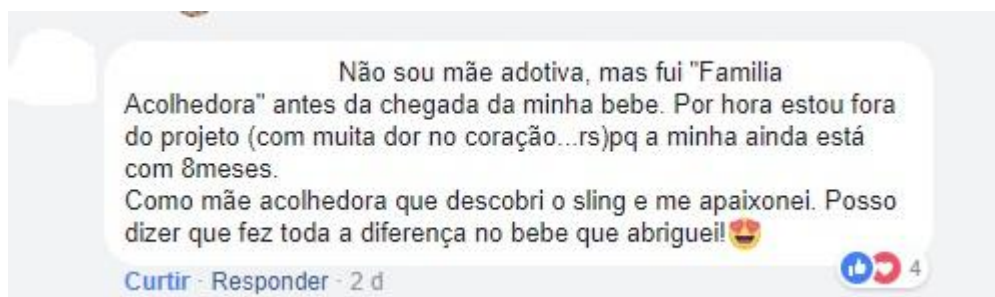 Não sou mãe adotiva, mas fui "Familia
Acolhedora" antes da chegada da minha bebe. Por hora estou fora
do projeto (com muita dor no coração...rs)pq a minha ainda está
com 8meses.
Como mãe acolhedora que descobri o sling e me apaixonei. Posso
dizer que fez toda a diferença no bebe que abriguei!😍
Curtir · Responder · 2 d
4